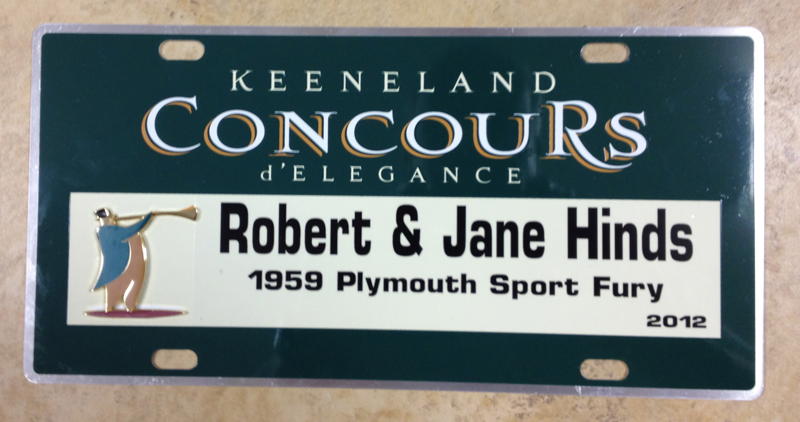 KEENELAND
CONCOURS
d'ELEGANCE
Robert & Jane Hinds
1959 Plymouth Sport Fury
2012